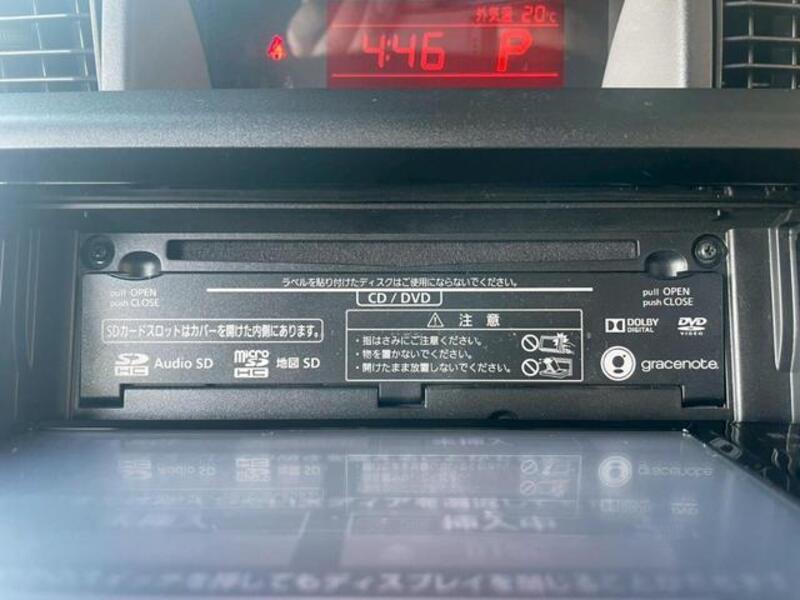 外気温 20℃
4:46 P
ラベルを貼り付けたディスクはご使用にならないでください。
pull OPEN
push CLOSE
CD / DVD
pull OPEN
push CLOSE
SDカードスロットはカバーを開けた内側にあります。
注 意
・指はさみにご注意ください。
・物を置かないでください。
・開けたまま放置しないでください。
DOLBY
DIGITAL
DVD
VIDEO
SD
HC
Audio SD
micro
SD
HC
地図 SD
gracenote.
挿入中